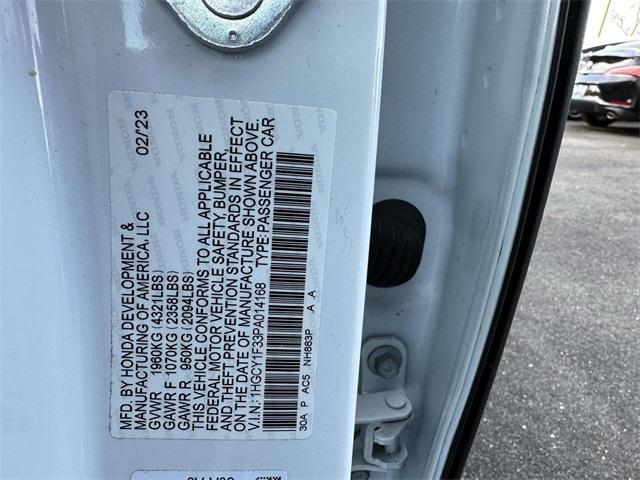 MFD. BY HONDA DEVELOPMENT & 02/23
MANUFACTURING OF AMERICA, LLC
GVWR 1960KG (4321LBS)
GAWR F 1070KG (2358LBS)
GAWR R 950KG (2094LBS)
THIS VEHICLE CONFORMS TO ALL APPLICABLE
FEDERAL MOTOR VEHICLE SAFETY, BUMPER,
AND THEFT PREVENTION STANDARDS IN EFFECT
ON THE DATE OF MANUFACTURE SHOWN ABOVE.
V.I.N: 1HGCY1F33PA014168 TYPE: PASSENGER CAR
30A P AC5 NH883P A A